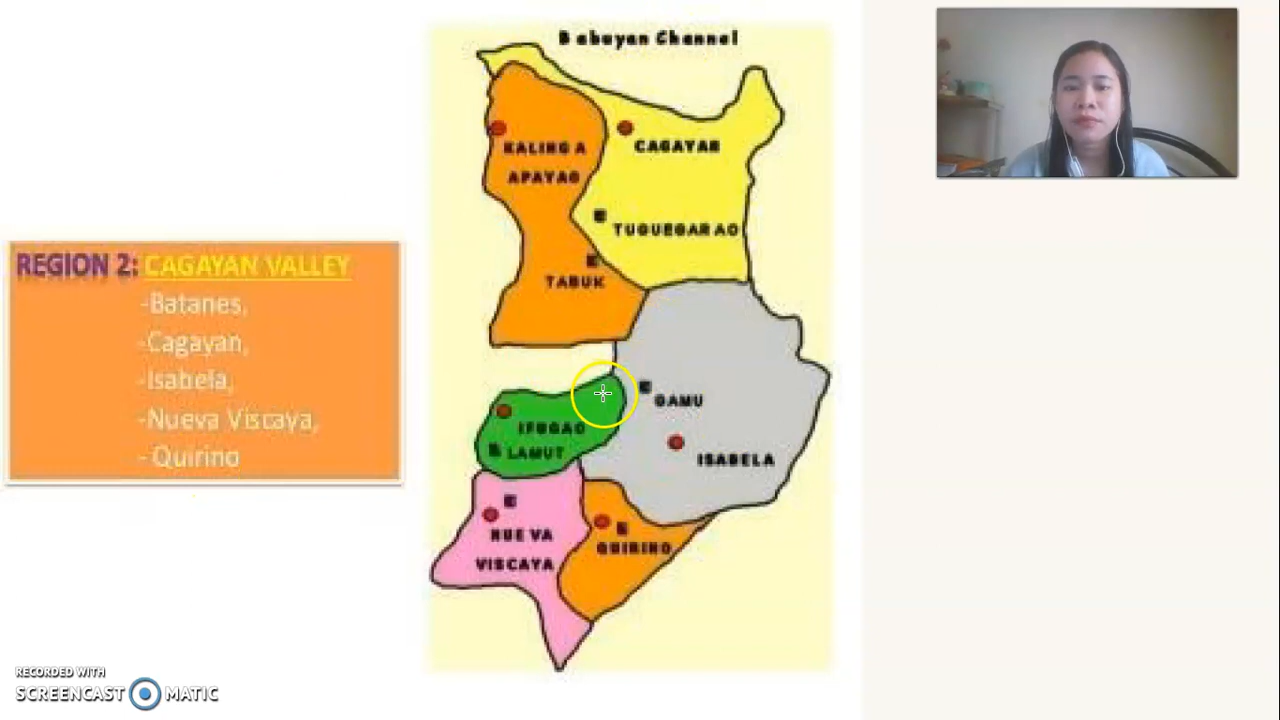 Babuyan Channel
KALINGA
APAYAO
CAGAYAN
TUGUEGARAO
TABUK
REGION 2: CAGAYAN VALLEY
-Batanes,
-Cagayan,
-Isabela,
-Nueva Viscaya,
- Quirino
GAMU
ISABELA
IFUGAO
LAMUT
NUEVA
VISCAYA
QUIRINO
RECORDED WITH
SCREENCAST MATIC